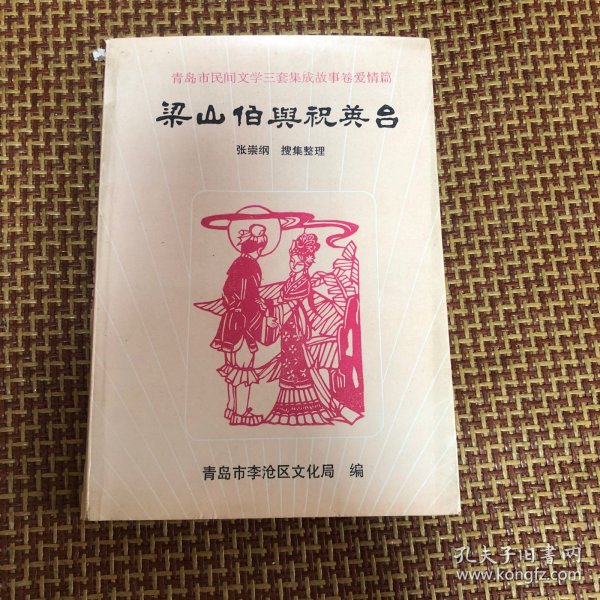 青岛市民间文学三套集成故事卷爱情篇
梁山伯與祝英台
张崇纲 搜集整理
青岛市李沧区文化局 编
孔夫子旧書网
www.kongfz.com